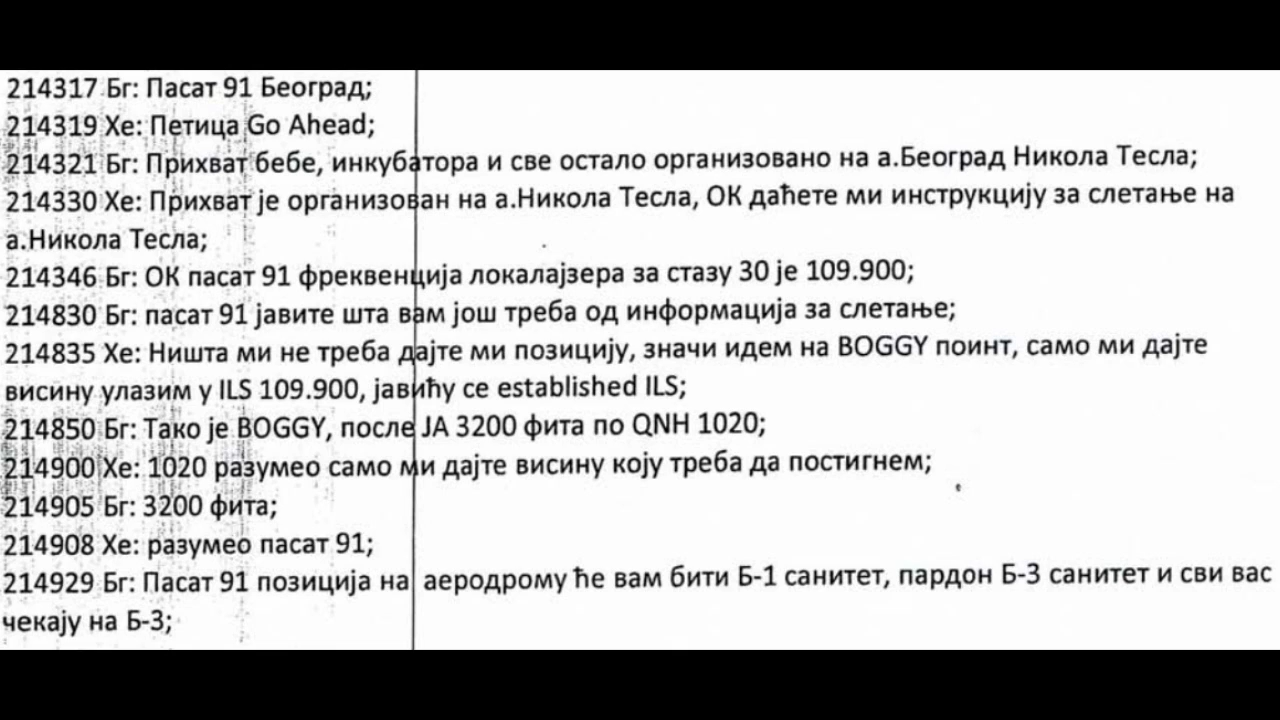 214317 Бг: Пасат 91 Београд;
214319 Хе: Петица Go Ahead;
214321 Бг: Прихват бебе, инкубатора и све остало организовано на а.Београд Никола Тесла;
214330 Хе: Прихват је организован на а.Никола Тесла, ОК даћете ми инструкцију за слетање на
а.Никола Тесла;
214346 Бг: ОК пасат 91 фреквенција локалајзера за стазу 30 је 109.900;
214830 Бг: пасат 91 јавите шта вам још треба од информација за слетање;
214835 Хе: Ништа ми не треба дајте ми позицију, значи идем на BOGGY поинт, само ми дајте
висину улазим у ILS 109.900, јавићу се established ILS;
214850 Бг: Тако је BOGGY, после ЈА 3200 фита по QNH 1020;
214900 Хе: 1020 разумео само ми дајте висину коју треба да постигнем;
214905 Бг: 3200 фита;
214908 Хе: разумео пасат 91;
214929 Бг: Пасат 91 позиција на аеродрому ће вам бити Б-1 санитет, пардон Б-3 санитет и сви вас
чекају на Б-3;